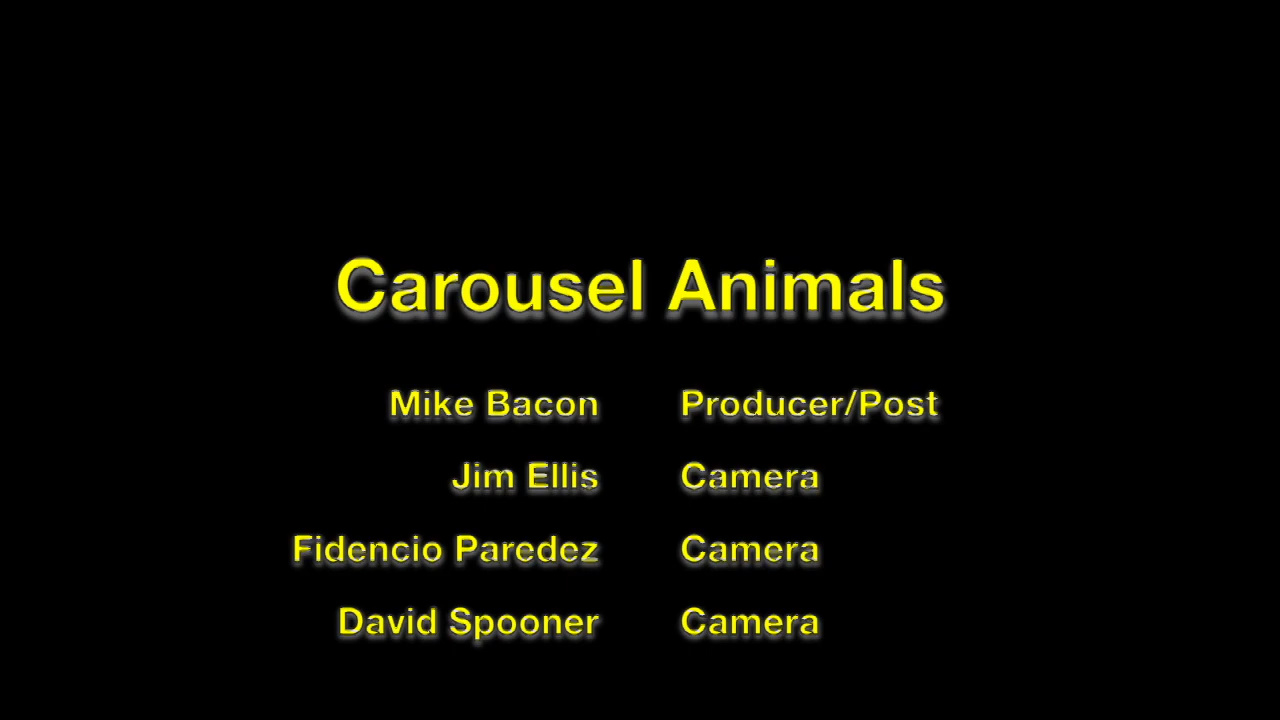 Carousel Animals
Mike Bacon Producer/Post
Jim Ellis Camera
Fidencio Paredez Camera
David Spooner Camera